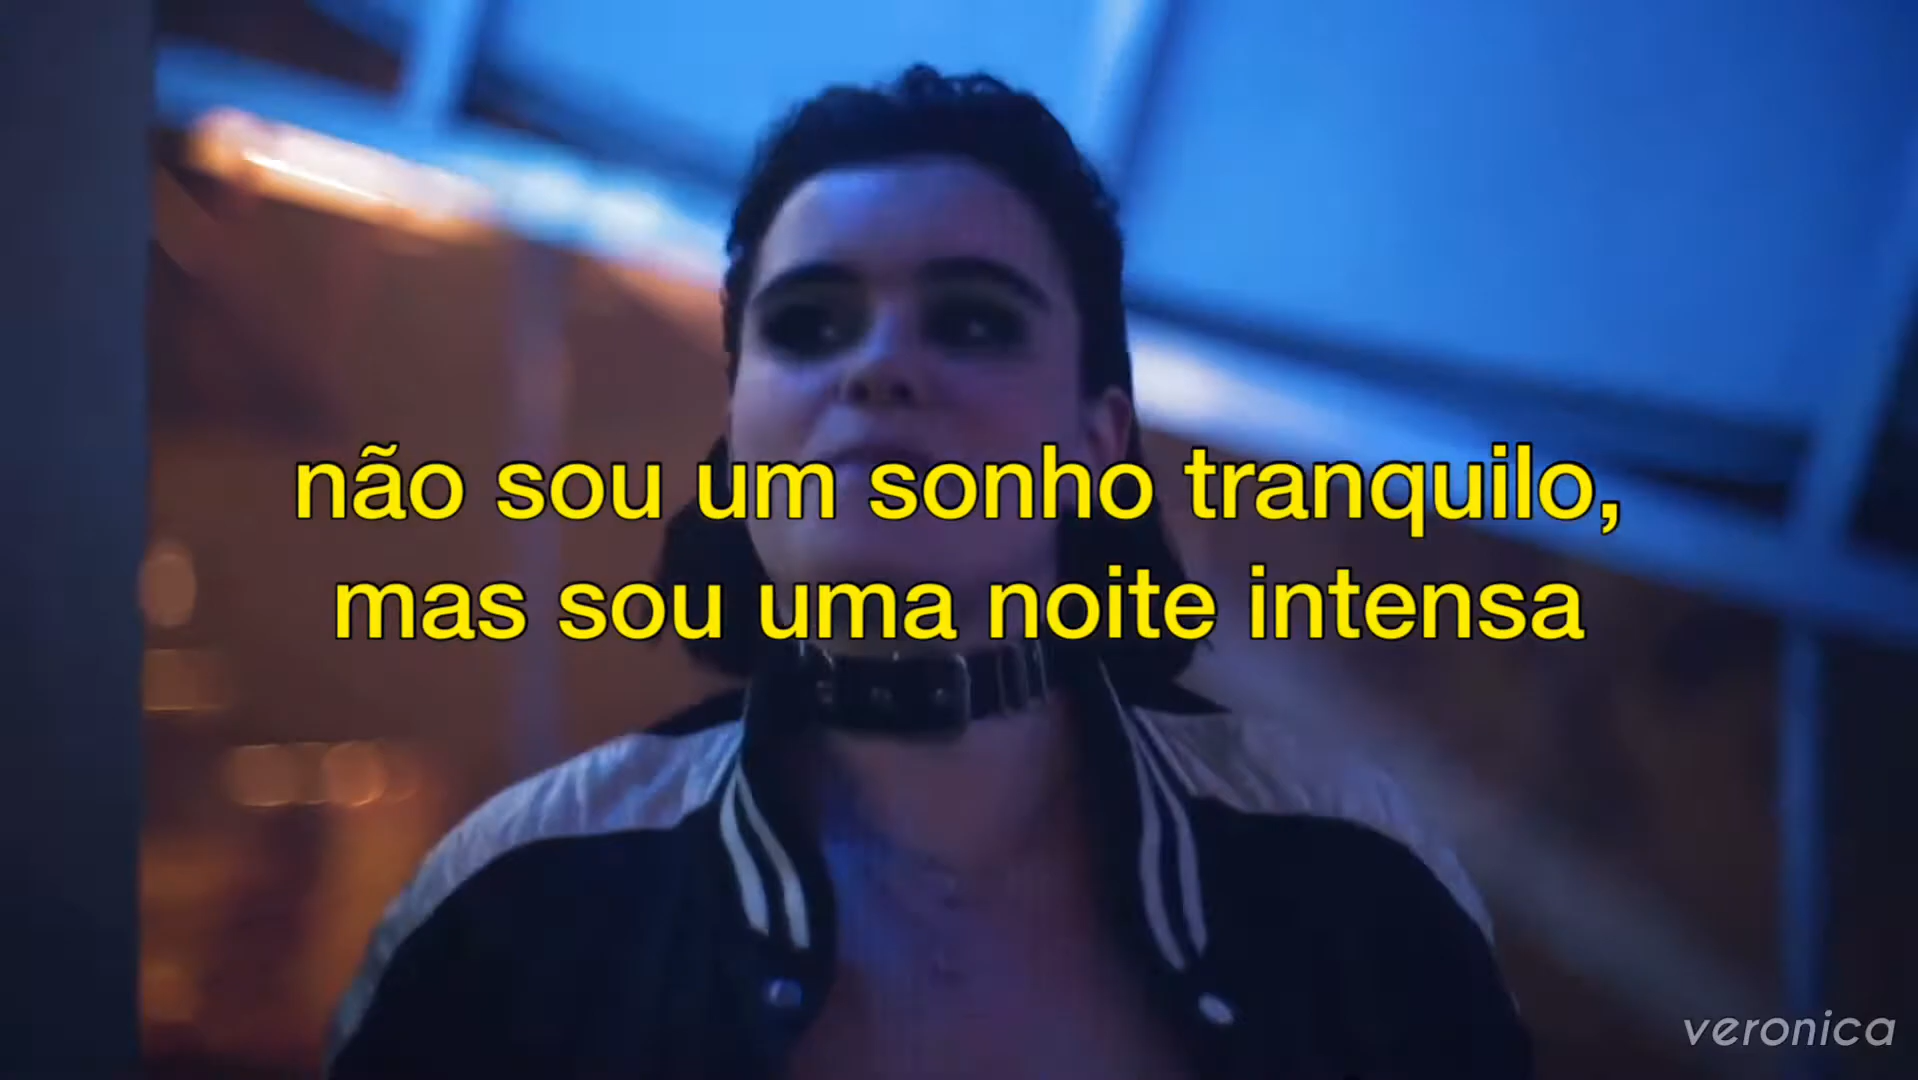 não sou um sonho tranquilo,
mas sou uma noite intensa
veronica